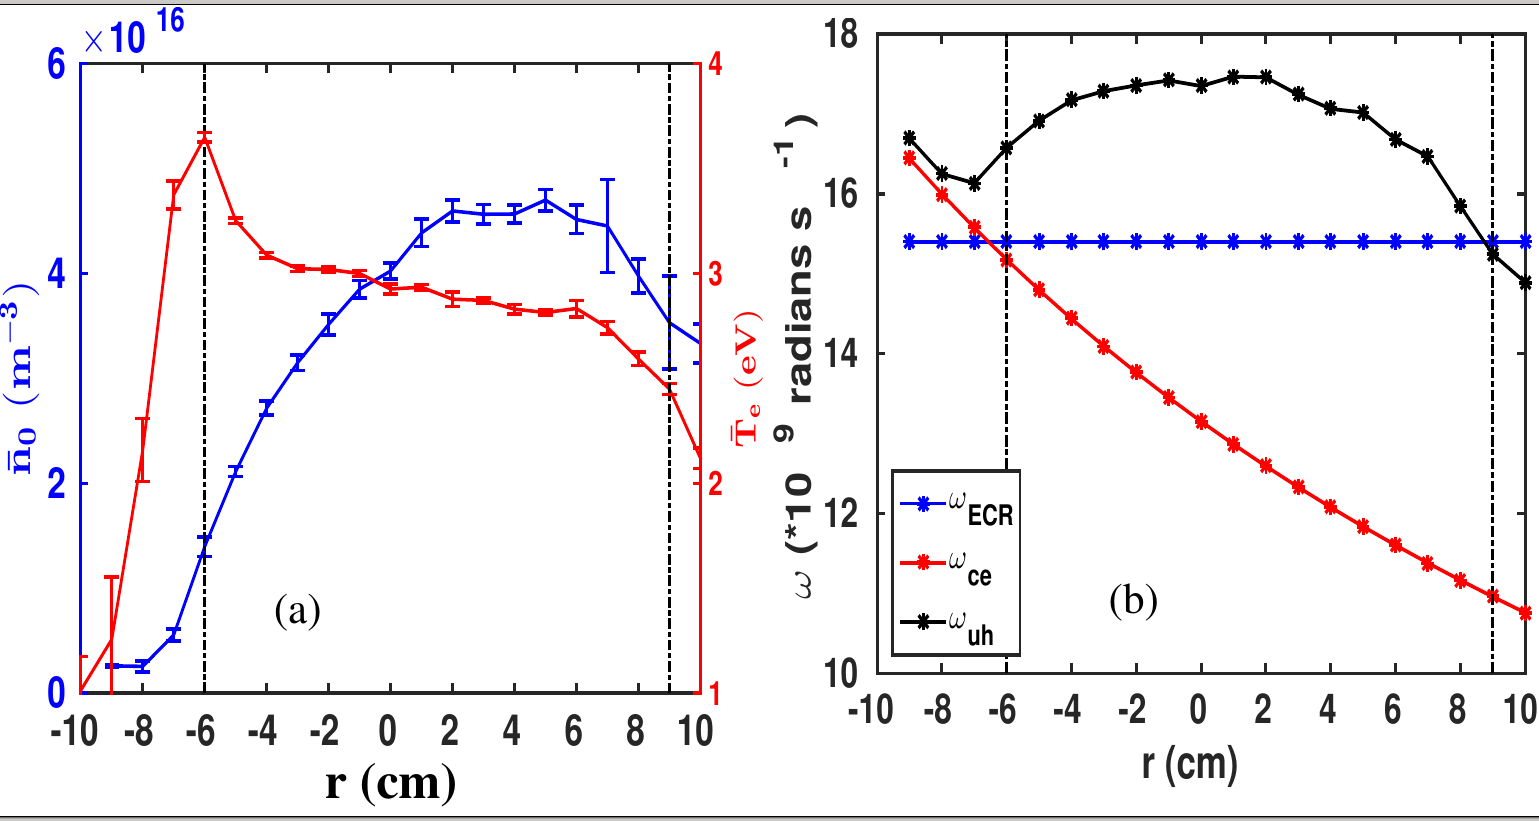 ×10 16
6
4
2
0
4
3
2
1
-10 -8 -6 -4 -2 0 2 4 6 8 10
n̄0 (m−3)
T̄e (eV)
r (cm)
(a)
18
16
14
12
10
-10 -8 -6 -4 -2 0 2 4 6 8 10
ω (*10 9 radians s -1)
r (cm)
ωECR
ωce
ωuh
(b)